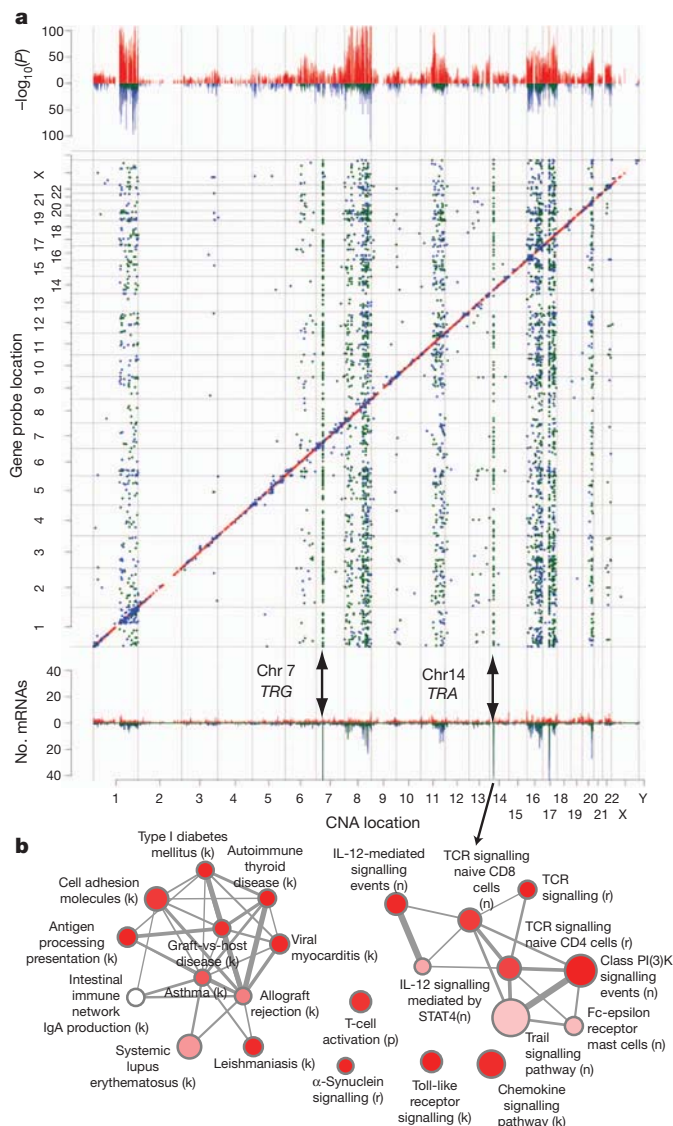 a
–log10(P)
100
50
0
50
100
Gene probe location
X
22
21
20
19
18
17
16
15
14
13
12
11
10
9
8
7
6
5
4
3
2
1
Chr 7
TRG
Chr14
TRA
No. mRNAs
40
20
0
20
40
1 2 3 4 5 6 7 8 9 10 11 12 13 14 16 18 20 22 Y
15 17 19 21 X
CNA location
b
Type I diabetes
mellitus (k)
Autoimmune
thyroid
disease (k)
Cell adhesion
molecules (k)
Antigen
processing
presentation (k)
Graft-vs-host
disease (k)
Viral
myocarditis (k)
Intestinal
immune
network
IgA production (k)
Asthma (k)
Allograft
rejection (k)
Systemic
lupus
erythematosus (k)
Leishmaniasis (k)
IL-12-mediated
signalling
events (n)
TCR signalling
naive CD8
cells
(n)
TCR
signalling (r)
TCR signalling
naive CD4 cells (r)
Class PI(3)K
signalling
events (n)
IL-12 signalling
mediated by
STAT4(n)
Fc-epsilon
receptor
mast cells (n)
Trail
signalling
pathway (n)
T-cell
activation (p)
α-Synuclein
signalling (r)
Toll-like
receptor
signalling (k)
Chemokine
signalling
pathway (k)